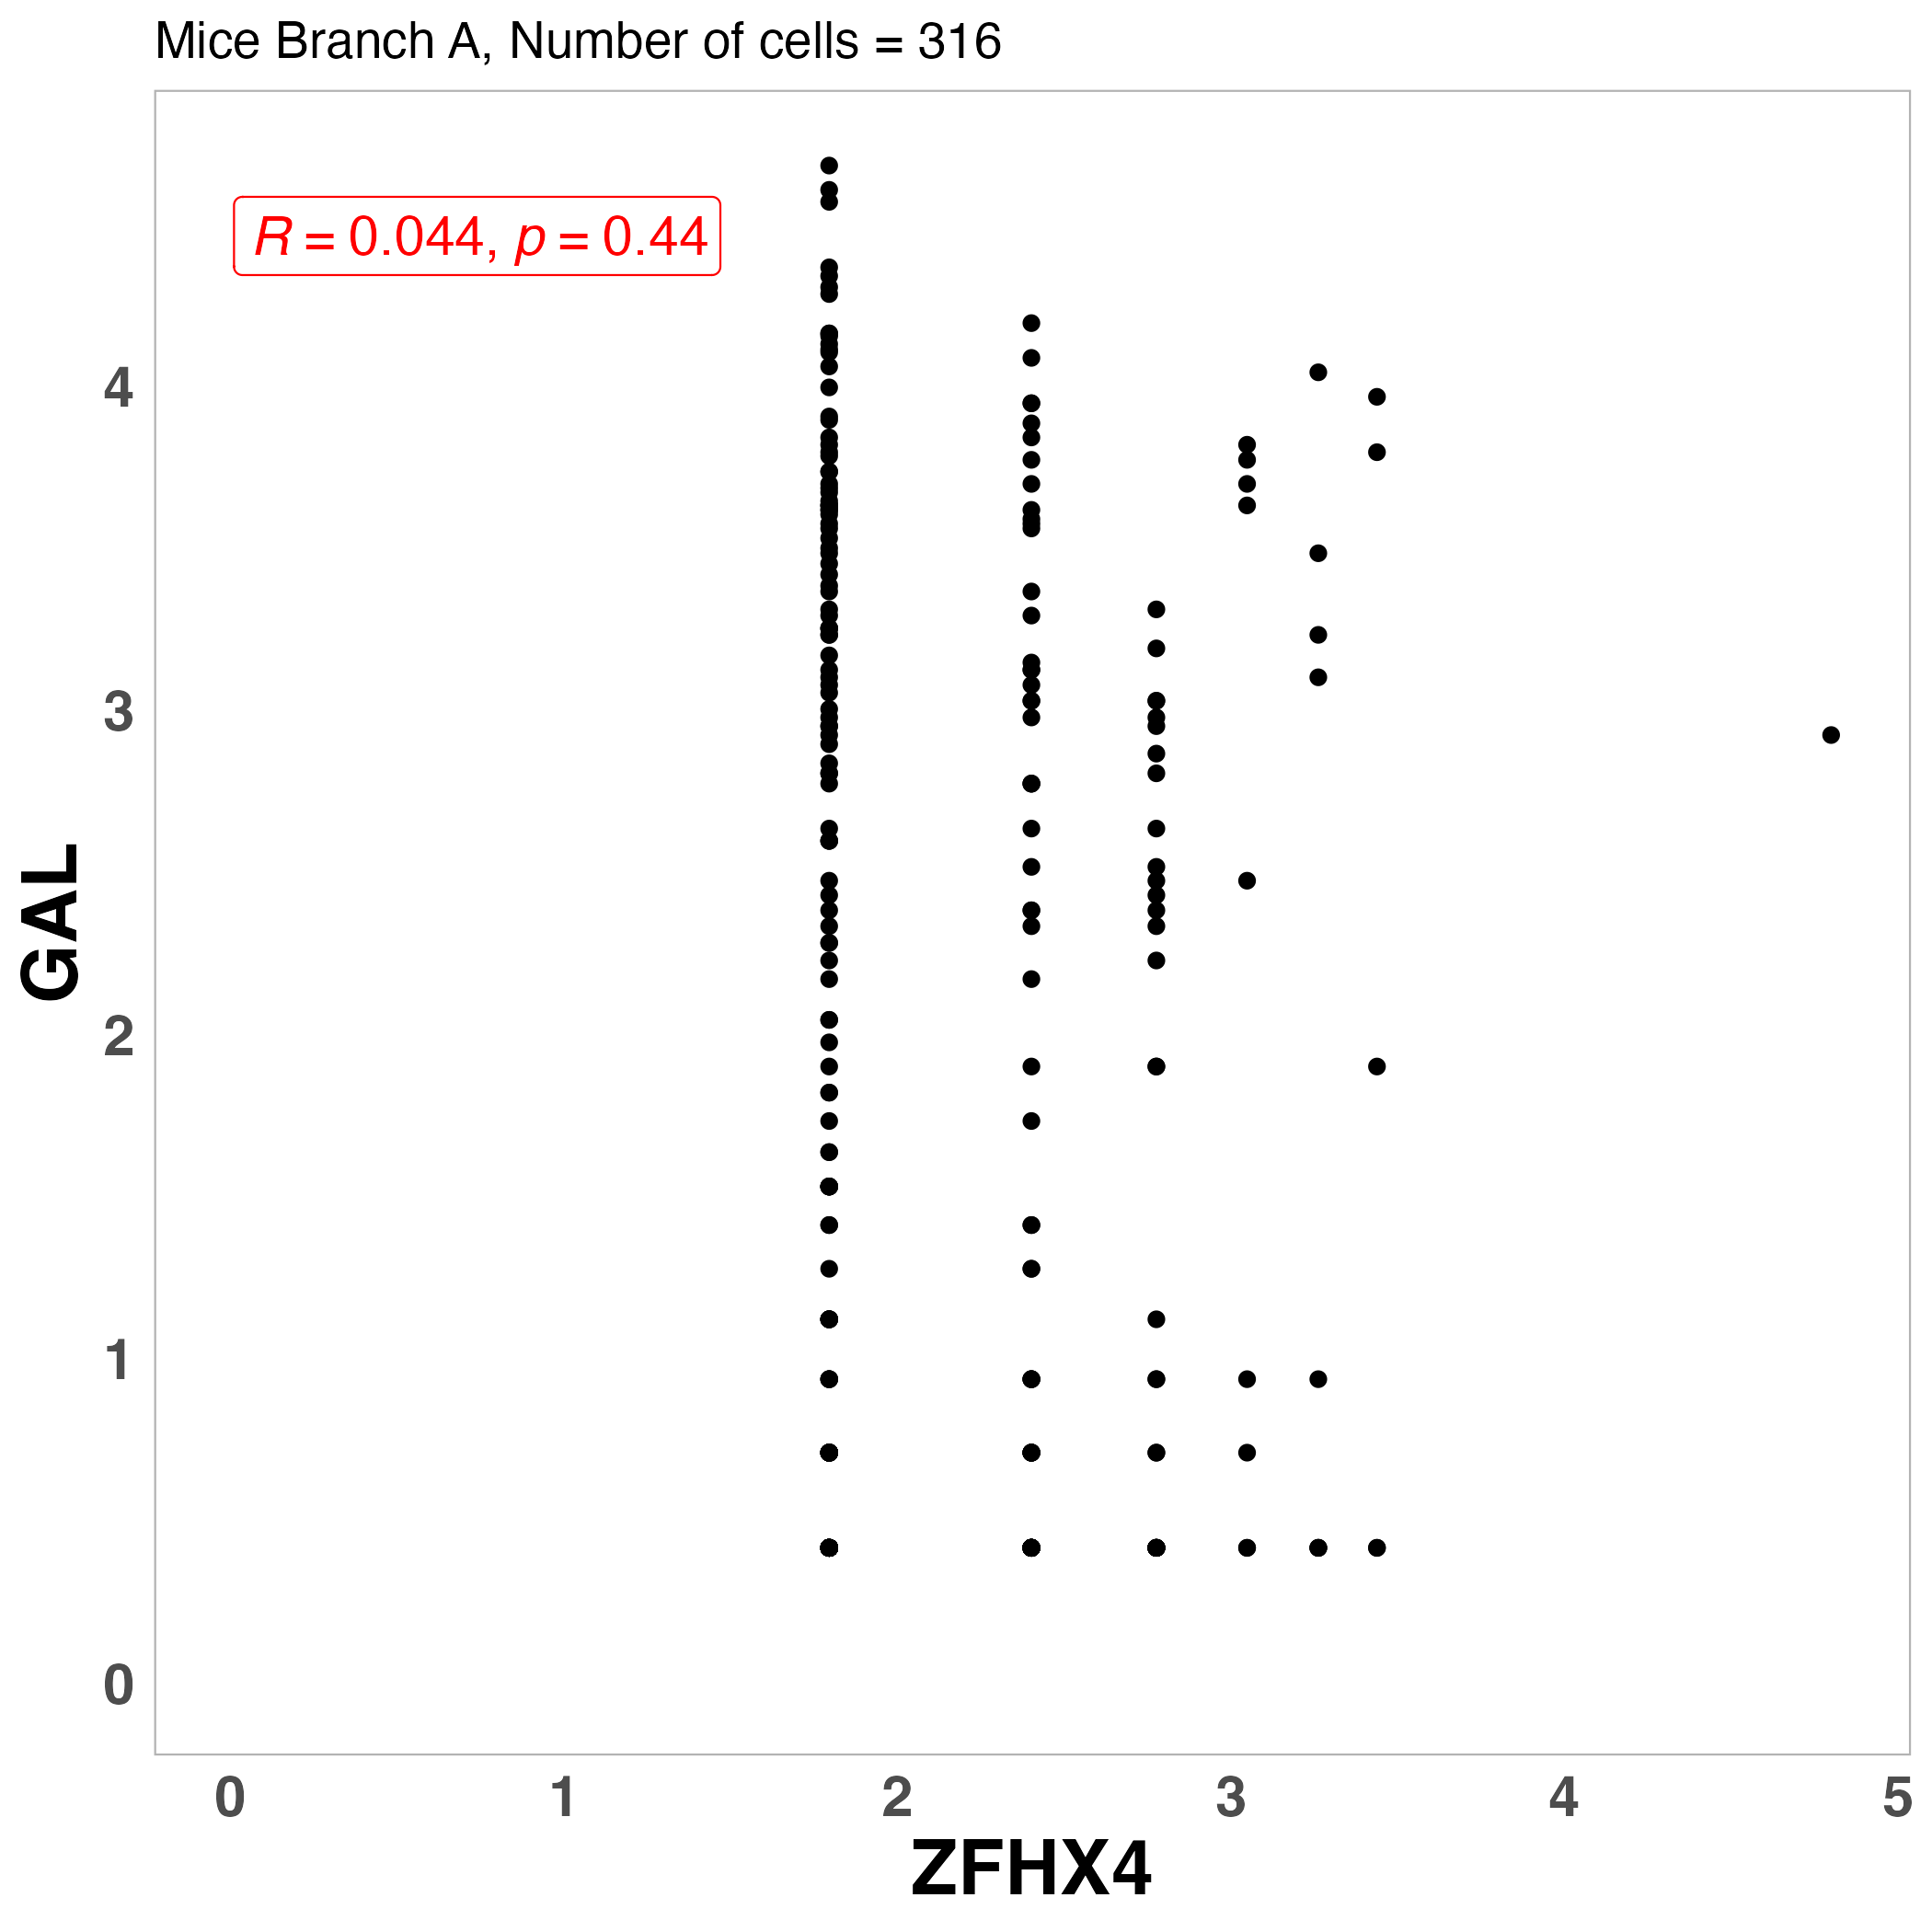 Mice Branch A, Number of cells = 316
R = 0.044, p = 0.44
4
3
2
1
0
GAL
0 1 2 3 4 5
ZFHX4